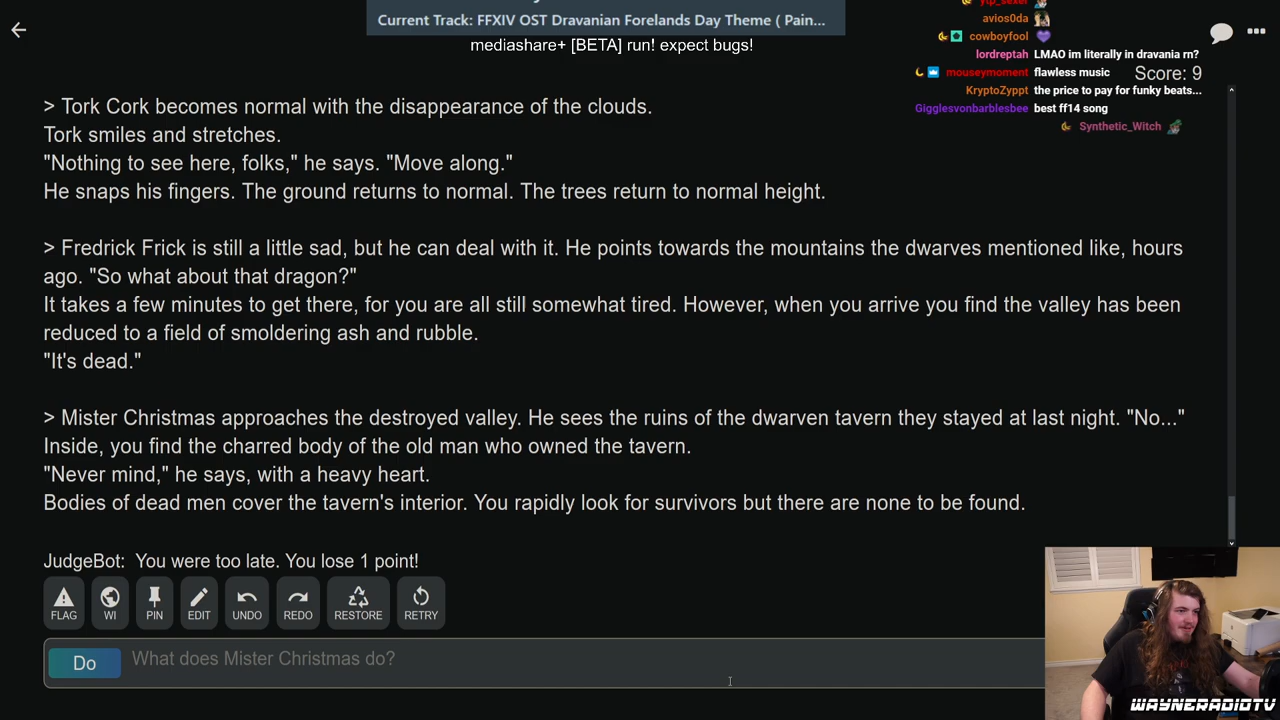 Current Track: FFXIV OST Dravanian Forelands Day Theme ( Pain...
mediashare+ [BETA] run! expect bugs!
avios0da
cowboyfool
lordreptah LMAO im literally in dravania rn?
mouseymoment flawless music
Score: 9
KryptoZyppt the price to pay for funky beats...
Gigglesvonbarblesbee best ff14 song
Synthetic_Witch
> Tork Cork becomes normal with the disappearance of the clouds.
Tork smiles and stretches.
"Nothing to see here, folks," he says. "Move along."
He snaps his fingers. The ground returns to normal. The trees return to normal height.
> Fredrick Frick is still a little sad, but he can deal with it. He points towards the mountains the dwarves mentioned like, hours
ago. "So what about that dragon?"
It takes a few minutes to get there, for you are all still somewhat tired. However, when you arrive you find the valley has been
reduced to a field of smoldering ash and rubble.
"It's dead."
> Mister Christmas approaches the destroyed valley. He sees the ruins of the dwarven tavern they stayed at last night. "No..."
Inside, you find the charred body of the old man who owned the tavern.
"Never mind," he says, with a heavy heart.
Bodies of dead men cover the tavern's interior. You rapidly look for survivors but there are none to be found.
JudgeBot: You were too late. You lose 1 point!
FLAG WI PIN EDIT UNDO REDO RESTORE RETRY
Do What does Mister Christmas do?
WAYNERADIOTV